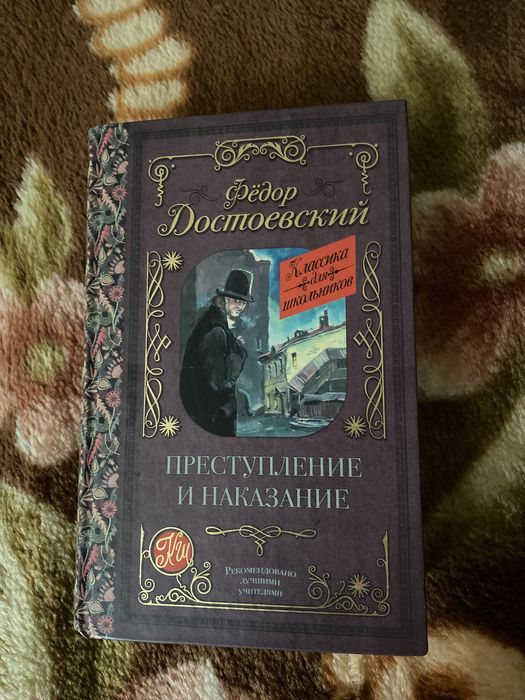 Фёдор
Достоевский
Классика
для
школьников
ПРЕСТУПЛЕНИЕ
И НАКАЗАНИЕ
КШ
Рекомендовано
лучшими
учителями